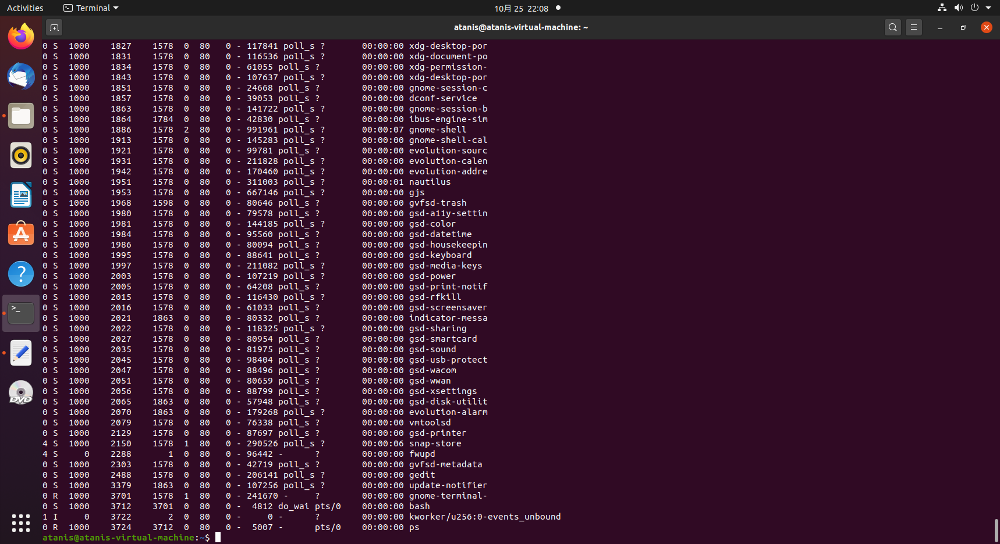 Activities
Terminal
10月 25 22:08
atanis@atanis-virtual-machine: ~
0 S 1000 1827 1578 0 80 0 - 117841 poll_s ? 00:00:00 xdg-desktop-por
0 S 1000 1831 1578 0 80 0 - 116536 poll_s ? 00:00:00 xdg-document-po
0 S 1000 1834 1578 0 80 0 - 61055 poll_s ? 00:00:00 xdg-permission-
0 S 1000 1843 1578 0 80 0 - 107637 poll_s ? 00:00:00 xdg-desktop-por
0 S 1000 1851 1578 0 80 0 - 24668 poll_s ? 00:00:00 gnome-session-c
0 S 1000 1857 1578 0 80 0 - 39053 poll_s ? 00:00:00 dconf-service
0 S 1000 1863 1578 0 80 0 - 141722 poll_s ? 00:00:00 gnome-session-b
0 S 1000 1864 1784 0 80 0 - 42830 poll_s ? 00:00:00 ibus-engine-sim
0 S 1000 1886 1578 2 80 0 - 991961 poll_s ? 00:00:07 gnome-shell
0 S 1000 1913 1578 0 80 0 - 145283 poll_s ? 00:00:00 gnome-shell-cal
0 S 1000 1921 1578 0 80 0 - 99781 poll_s ? 00:00:00 evolution-sourc
0 S 1000 1931 1578 0 80 0 - 211828 poll_s ? 00:00:00 evolution-calen
0 S 1000 1942 1578 0 80 0 - 170460 poll_s ? 00:00:00 evolution-addre
0 S 1000 1951 1578 0 80 0 - 311003 poll_s ? 00:00:01 nautilus
0 S 1000 1953 1578 0 80 0 - 667146 poll_s ? 00:00:00 gjs
0 S 1000 1968 1598 0 80 0 - 80646 poll_s ? 00:00:00 gvfsd-trash
0 S 1000 1980 1578 0 80 0 - 79578 poll_s ? 00:00:00 gsd-a11y-settin
0 S 1000 1981 1578 0 80 0 - 144185 poll_s ? 00:00:00 gsd-color
0 S 1000 1984 1578 0 80 0 - 95560 poll_s ? 00:00:00 gsd-datetime
0 S 1000 1986 1578 0 80 0 - 80094 poll_s ? 00:00:00 gsd-housekeepin
0 S 1000 1995 1578 0 80 0 - 88641 poll_s ? 00:00:00 gsd-keyboard
0 S 1000 1997 1578 0 80 0 - 211082 poll_s ? 00:00:00 gsd-media-keys
0 S 1000 2003 1578 0 80 0 - 107219 poll_s ? 00:00:00 gsd-power
0 S 1000 2005 1578 0 80 0 - 64208 poll_s ? 00:00:00 gsd-print-notif
0 S 1000 2015 1578 0 80 0 - 116430 poll_s ? 00:00:00 gsd-rfkill
0 S 1000 2016 1578 0 80 0 - 61033 poll_s ? 00:00:00 gsd-screensaver
0 S 1000 2021 1863 0 80 0 - 80332 poll_s ? 00:00:00 indicator-messa
0 S 1000 2022 1578 0 80 0 - 118325 poll_s ? 00:00:00 gsd-sharing
0 S 1000 2027 1578 0 80 0 - 80954 poll_s ? 00:00:00 gsd-smartcard
0 S 1000 2035 1578 0 80 0 - 81975 poll_s ? 00:00:00 gsd-sound
0 S 1000 2045 1578 0 80 0 - 98404 poll_s ? 00:00:00 gsd-usb-protect
0 S 1000 2047 1578 0 80 0 - 88496 poll_s ? 00:00:00 gsd-wacom
0 S 1000 2051 1578 0 80 0 - 80659 poll_s ? 00:00:00 gsd-wwan
0 S 1000 2056 1578 0 80 0 - 88799 poll_s ? 00:00:00 gsd-xsettings
0 S 1000 2065 1863 0 80 0 - 57948 poll_s ? 00:00:00 gsd-disk-utilit
0 S 1000 2070 1863 0 80 0 - 179268 poll_s ? 00:00:00 evolution-alarm
0 S 1000 2079 1578 0 80 0 - 76338 poll_s ? 00:00:00 vmtoolsd
0 S 1000 2129 1578 0 80 0 - 87697 poll_s ? 00:00:00 gsd-printer
4 S 1000 2150 1578 1 80 0 - 290526 poll_s ? 00:00:06 snap-store
4 S 0 2288 1 0 80 0 - 96442 - ? 00:00:00 fwupd
0 S 1000 2303 1578 0 80 0 - 42719 poll_s ? 00:00:00 gvfsd-metadata
0 S 1000 2488 1578 0 80 0 - 206141 poll_s ? 00:00:00 gedit
0 S 1000 3379 1863 0 80 0 - 107256 poll_s ? 00:00:00 update-notifier
0 R 1000 3701 1578 1 80 0 - 241670 - ? 00:00:00 gnome-terminal-
0 S 1000 3712 3701 0 80 0 - 4812 do_wai pts/0 00:00:00 bash
1 I 0 3722 2 0 80 0 - 0 - ? 00:00:00 kworker/u256:0-events_unbound
0 R 1000 3724 3712 0 80 0 - 5007 - pts/0 00:00:00 ps
atanis@atanis-virtual-machine:~$
DVD